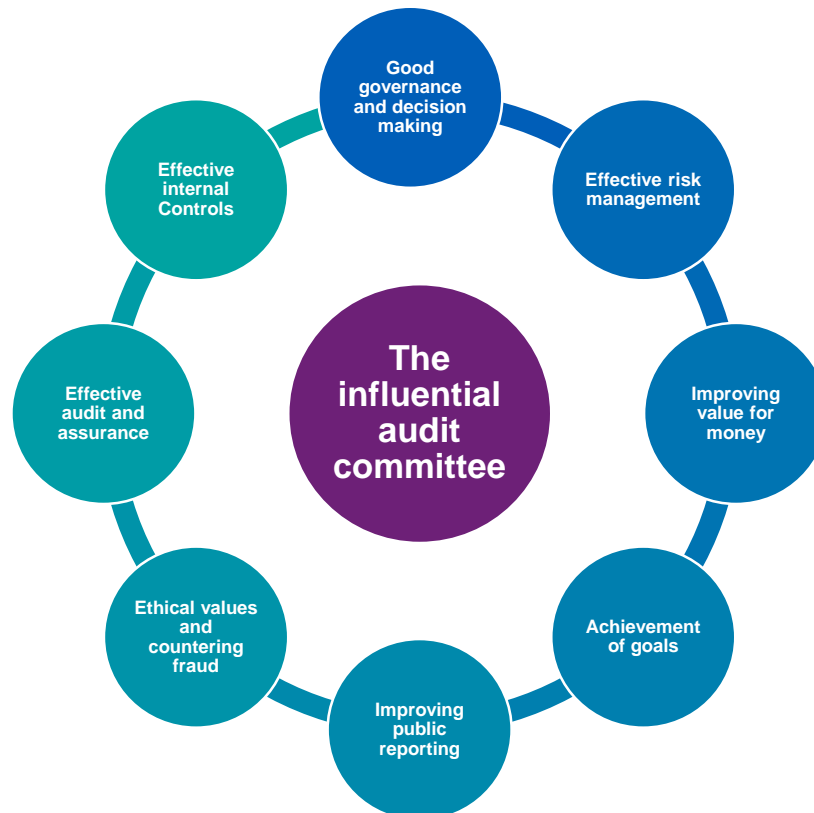 Good
governance
and decision
making
Effective risk
management
Improving
value for
money
Achievement
of goals
Improving
public
reporting
Ethical values
and
countering
fraud
Effective
audit and
assurance
Effective
internal
Controls
The
influential
audit
committee